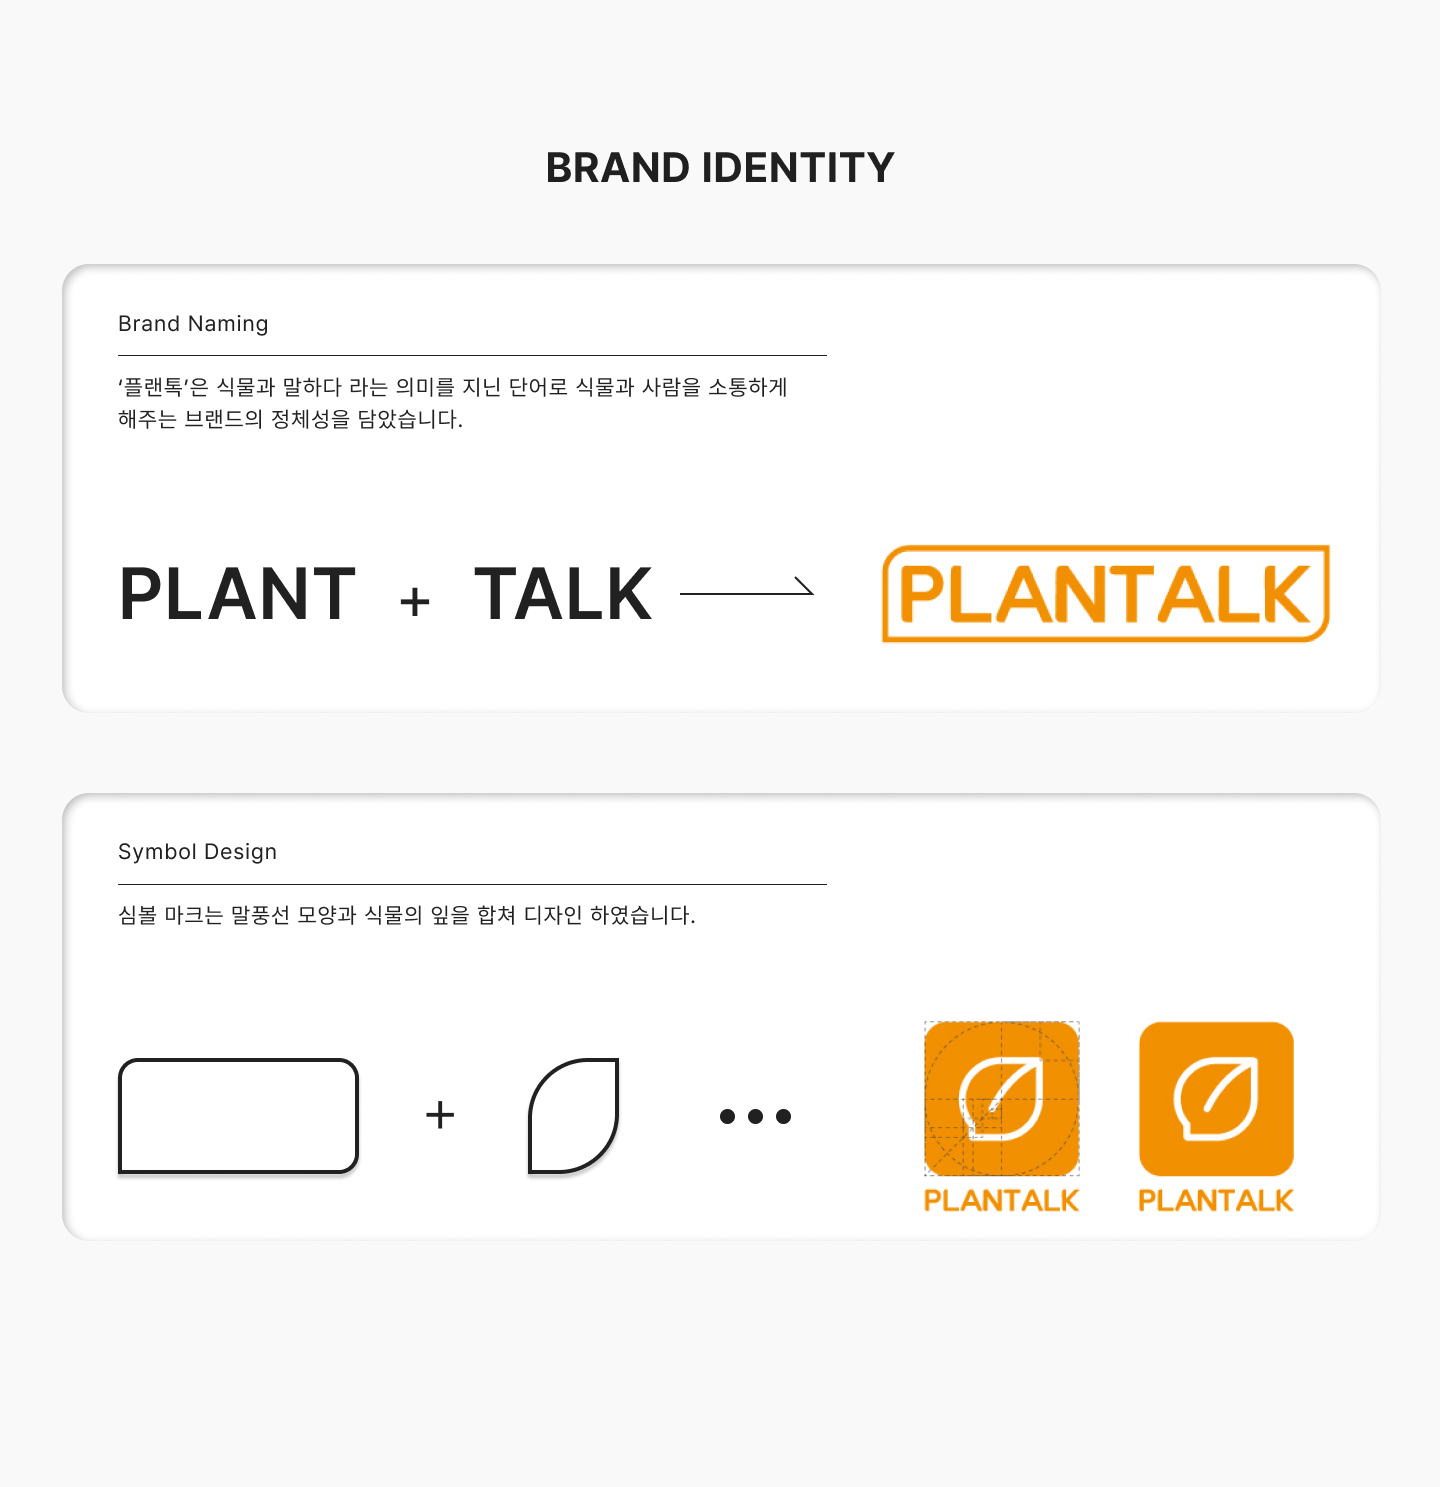 BRAND IDENTITY
Brand Naming
‘플랜톡’은 식물과 말하다 라는 의미를 지닌 단어로 식물과 사람을 소통하게
해주는 브랜드의 정체성을 담았습니다.
PLANT + TALK PLANTALK
Symbol Design
심볼 마크는 말풍선 모양과 식물의 잎을 합쳐 디자인 하였습니다.
+
PLANTALK PLANTALK